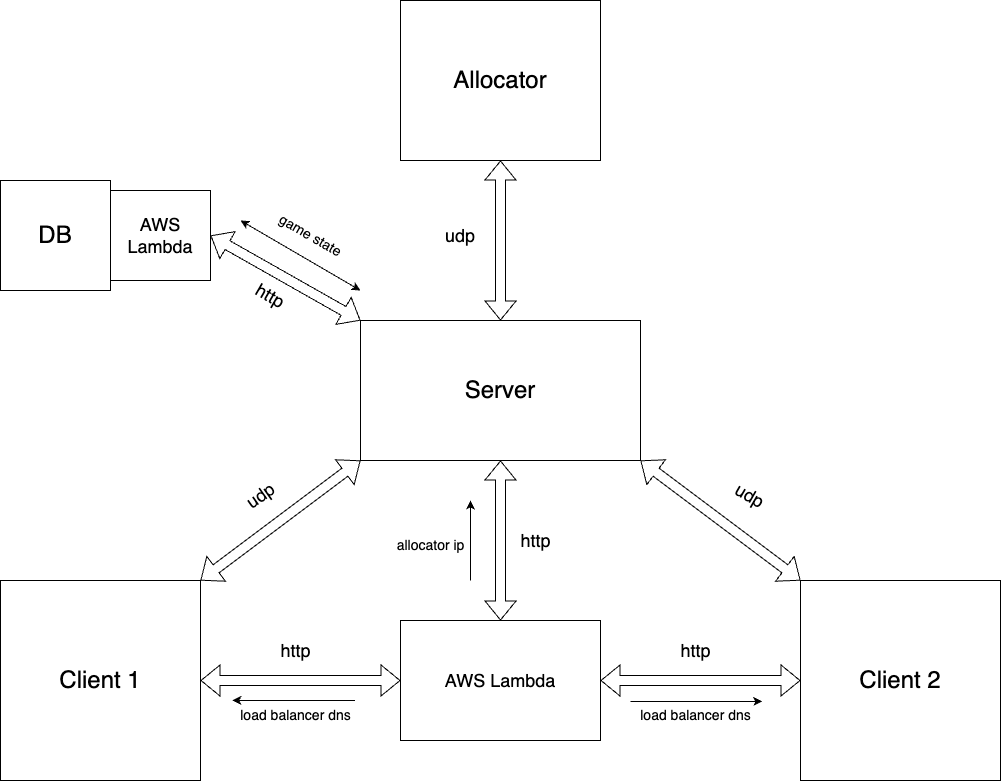 Allocator
DB
AWS
Lambda
game state
http
udp
Server
udp
allocator ip
http
udp
Client 1
http
load balancer dns
AWS Lambda
http
load balancer dns
Client 2